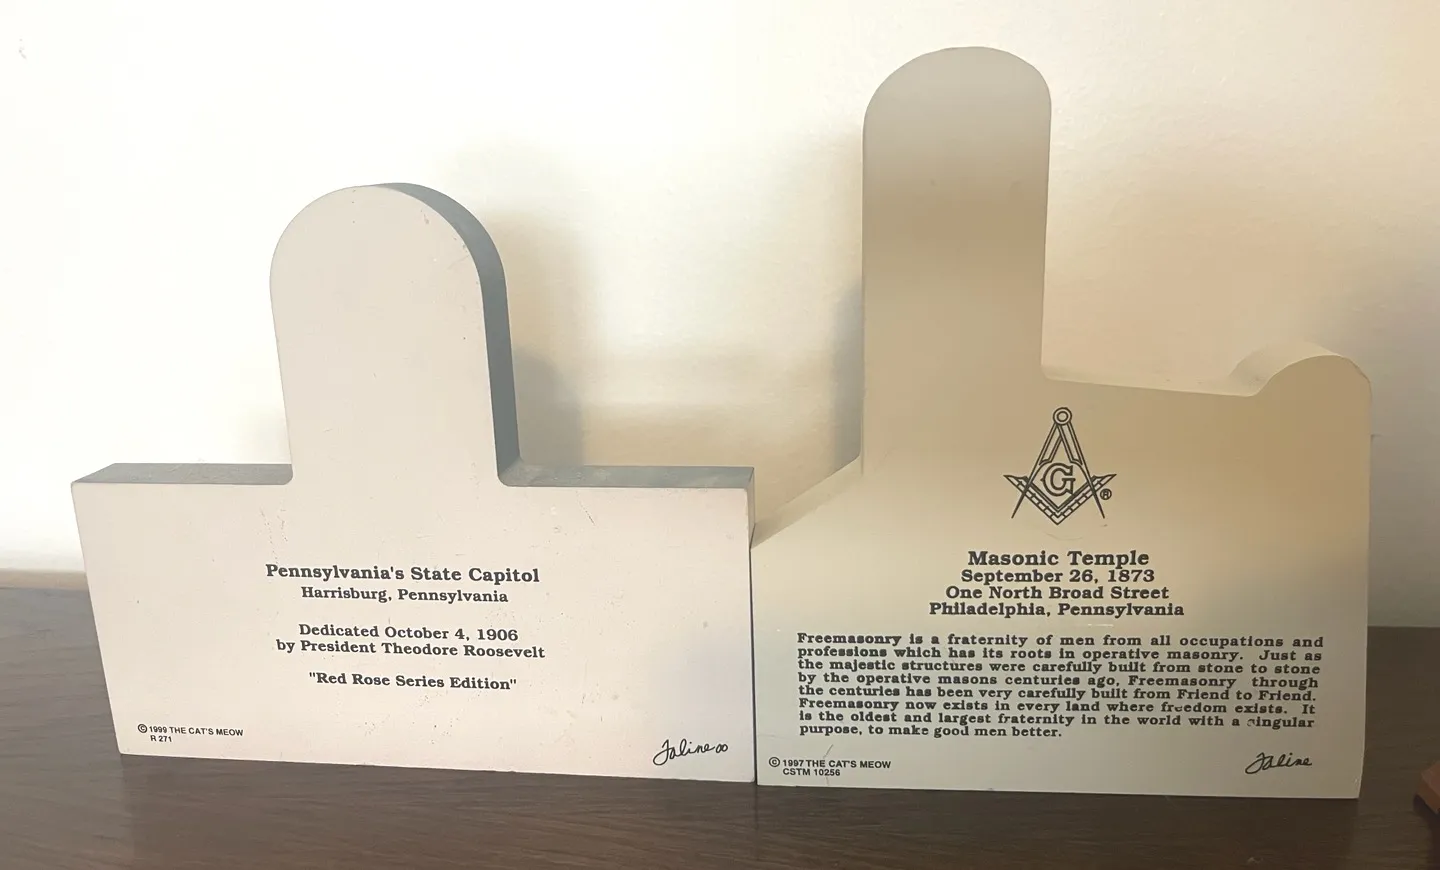 Pennsylvania's State Capitol
Harrisburg, Pennsylvania
Dedicated October 4, 1906
by President Theodore Roosevelt
"Red Rose Series Edition"
© 1999 THE CAT'S MEOW
R 271
Faline 00
G ®
Masonic Temple
September 26, 1873
One North Broad Street
Philadelphia, Pennsylvania
Freemasonry is a fraternity of men from all occupations and
professions which has its roots in operative masonry. Just as
the majestic structures were carefully built from stone to stone
by the operative masons centuries ago, Freemasonry through
the centuries has been very carefully built from Friend to Friend.
Freemasonry now exists in every land where freedom exists. It
is the oldest and largest fraternity in the world with a singular
purpose, to make good men better.
© 1997 THE CAT'S MEOW
CSTM 10256
Faline